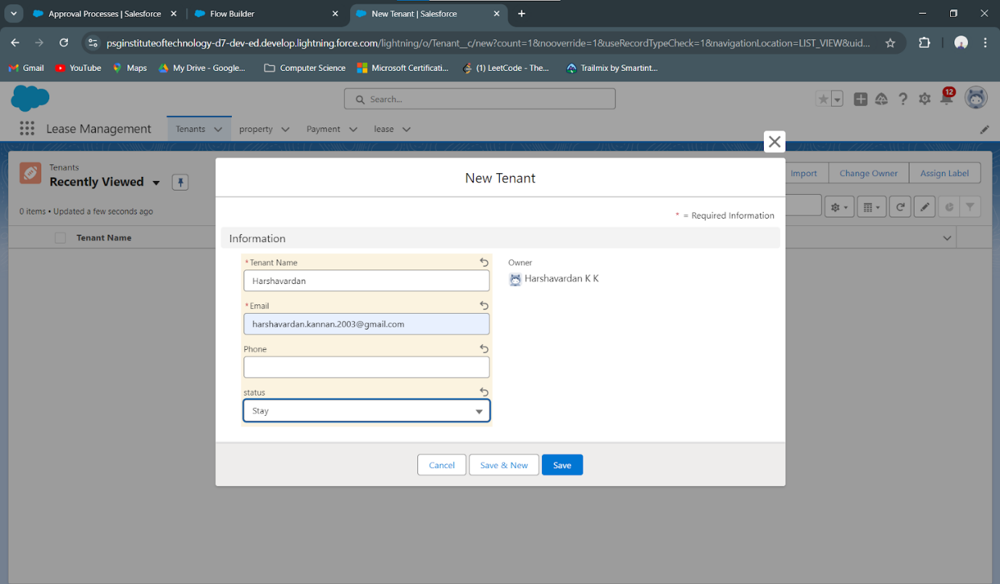 Approval Processes | Salesforce
Flow Builder
New Tenant | Salesforce
psginstituteoftechnology-d7-dev-ed.develop.lightning.force.com/lightning/o/Tenant__c/new?count=1&nooverride=1&useRecordTypeCheck=1&navigationLocation=LIST_VIEW&uid...
Gmail YouTube Maps My Drive - Google... Computer Science Microsoft Certificati... (1) LeetCode - The... Trailmix by Smartint...
Search...
12
Lease Management Tenants property Payment lease
Tenants
Recently Viewed
Import Change Owner Assign Label
0 items • Updated a few seconds ago
Tenant Name
New Tenant
* = Required Information
Information
* Tenant Name
Harshavardan
Owner
Harshavardan K K
* Email
harshavardan.kannan.2003@gmail.com
Phone
status
Stay
Cancel Save & New Save